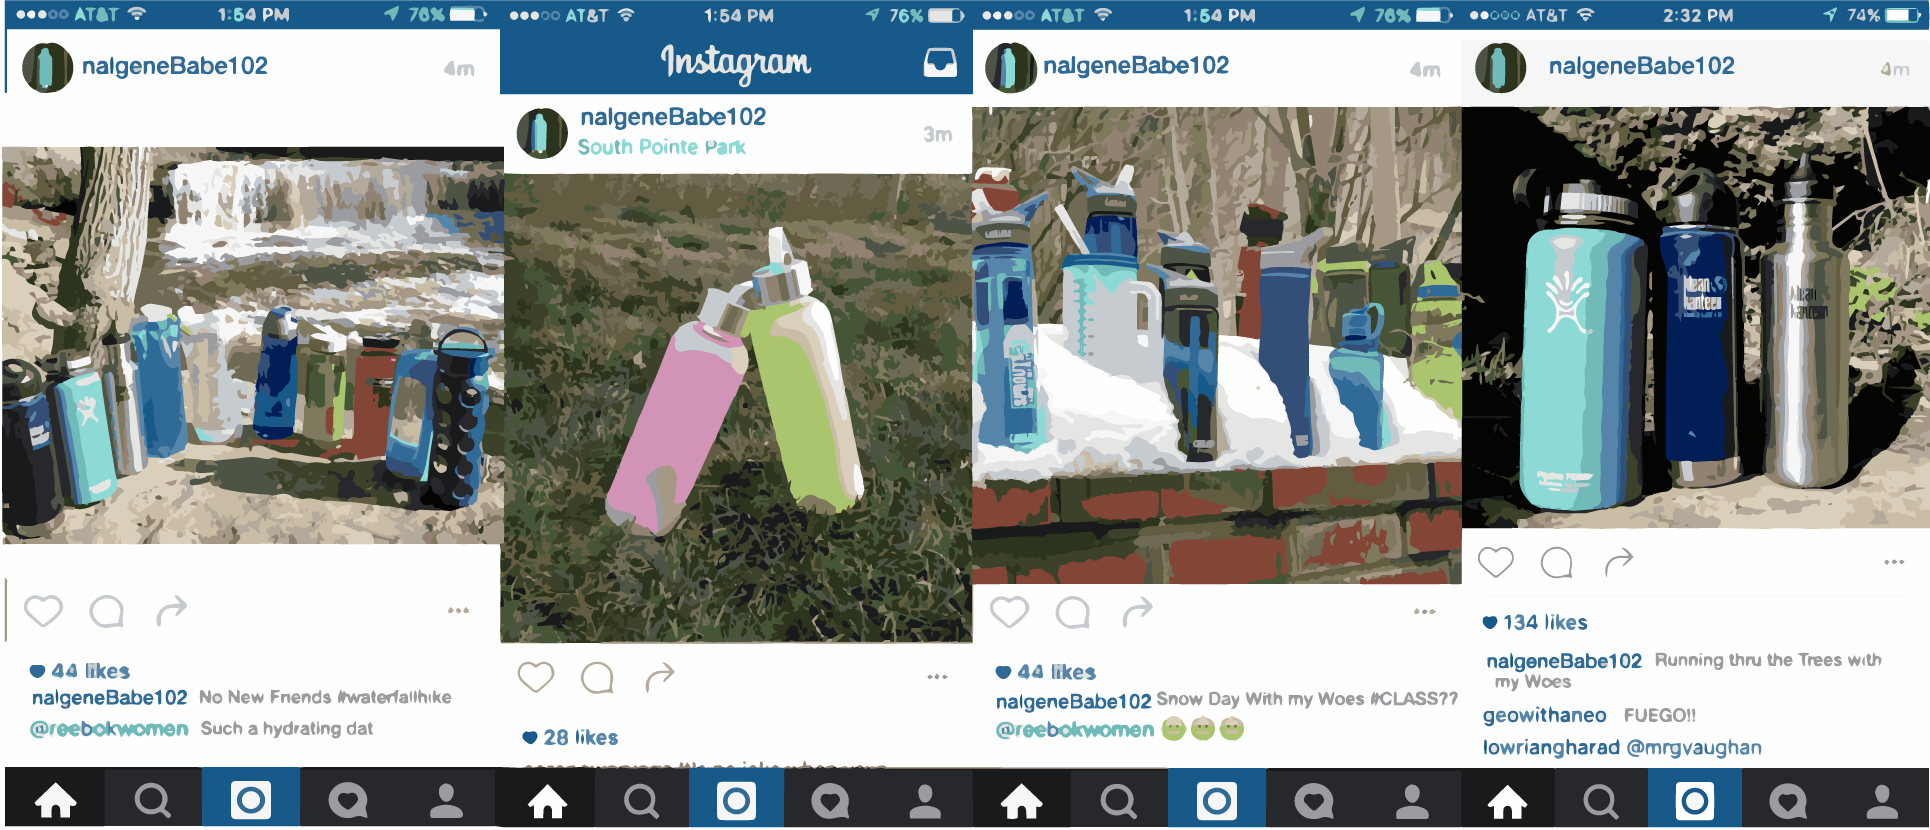 AT&T 1:54 PM 76%
nalgeneBabe102 4m
44 likes
nalgeneBabe102 No New Friends #waterfallhike
@reebokwomen Such a hydrating dat
AT&T 1:54 PM 76%
Instagram
nalgeneBabe102
South Pointe Park
3m
28 likes
AT&T 1:54 PM 76%
nalgeneBabe102 4m
44 likes
nalgeneBabe102 Snow Day With my Woes #CLASS??
@reebokwomen
AT&T 2:32 PM 74%
nalgeneBabe102 4m
Klean
Kanteen
Klean
Kanteen
134 likes
nalgeneBabe102 Running thru the Trees with
my Woes
geowithaneo FUEGO!!
lowriangharad @mrgvaughan